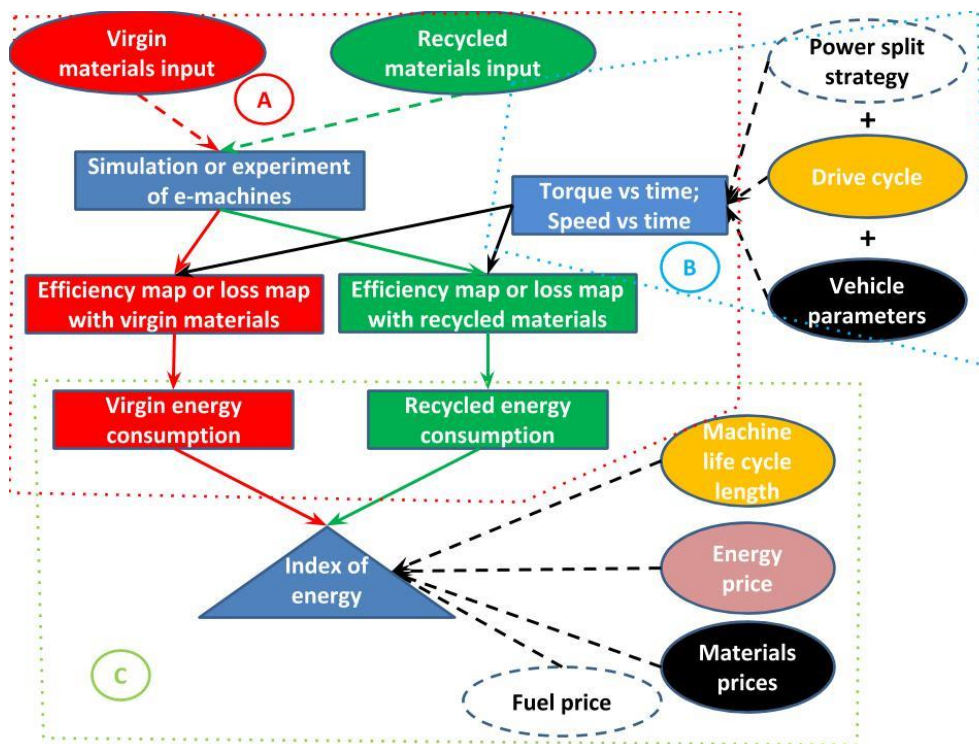 Virgin
materials input
Recycled
materials input
Power split
strategy
A
+
Simulation or experiment
of e-machines
Torque vs time;
Speed vs time
Drive cycle
+
B
Efficiency map or loss map
with virgin materials
Efficiency map or loss map
with recycled materials
Vehicle
parameters
Virgin energy
consumption
Recycled energy
consumption
Machine
life cycle
length
Index of
energy
Energy
price
C
Materials
prices
Fuel price